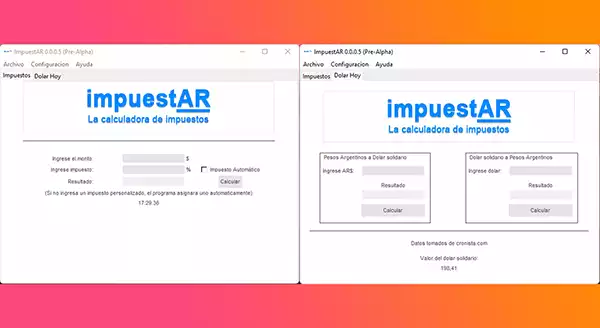 ImpuestAR 0.0.0.5 (Pre-Alpha)
Archivo Configuracion Ayuda
Impuestos Dolar Hoy
impuestAR
La calculadora de impuestos
Ingrese el monto: $
Ingrese impuesto: % Impuesto Automático
Resultado: Calcular
(Si no ingresa un impuesto personalizado, el programa asignara uno automaticamente)
17:29:36
ImpuestAR 0.0.0.5 (Pre-Alpha)
Archivo Configuracion Ayuda
Impuestos Dolar Hoy
impuestAR
La calculadora de impuestos
Pesos Argentinos a Dolar solidario
Ingrese AR$:
Resultado
Calcular
Dolar solidario a Pesos Argentinos
Ingrese dolar:
Resultado
Calcular
Datos tomados de cronista.com
Valor del dolar solidario:
198,41